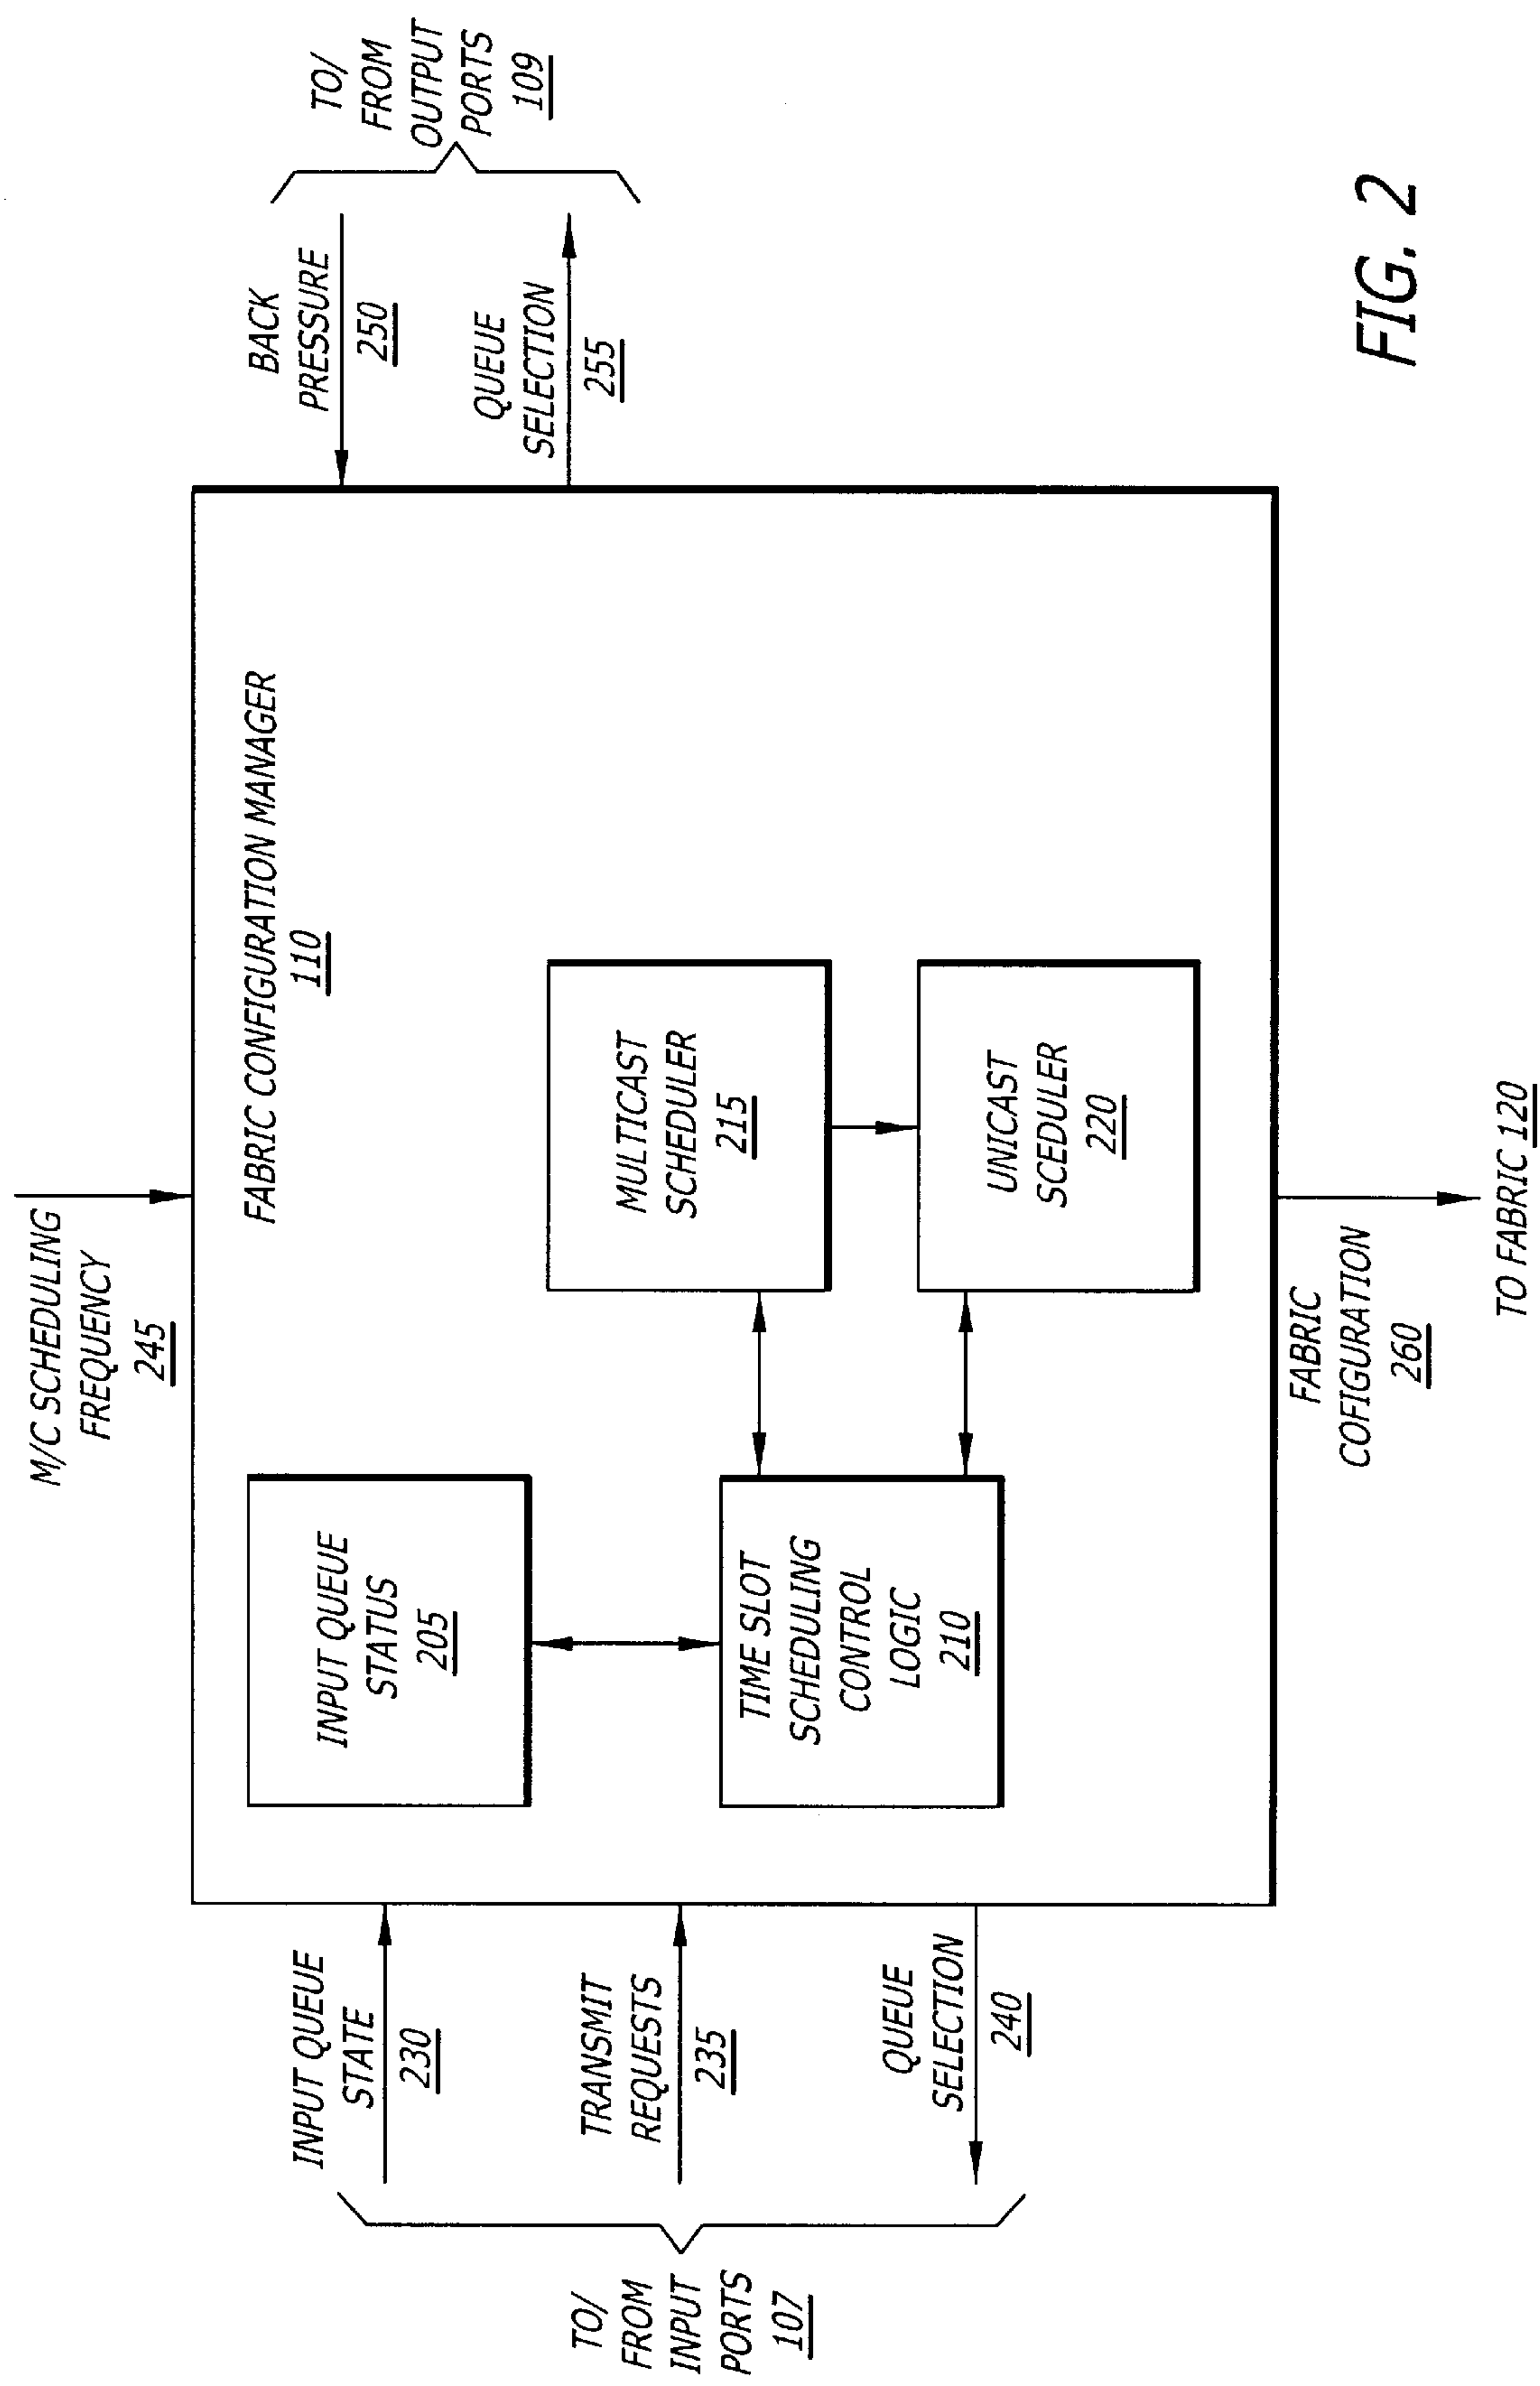 M/C SCHEDULING
FREQUENCY
245
FABRIC CONFIGURATION MANAGER
110
INPUT QUEUE
STATE
230
TRANSMIT
REQUESTS
235
QUEUE
SELECTION
240
TO/
FROM
INPUT
PORTS
107
INPUT QUEUE
STATUS
205
TIME SLOT
SCHEDULING
CONTROL
LOGIC
210
MULTICAST
SCHEDULER
215
UNICAST
SCEDULER
220
BACK
PRESSURE
250
QUEUE
SELECTION
255
TO/
FROM
OUTPUT
PORTS
109
FABRIC
COFIGURATION
260
TO FABRIC 120
FIG. 2